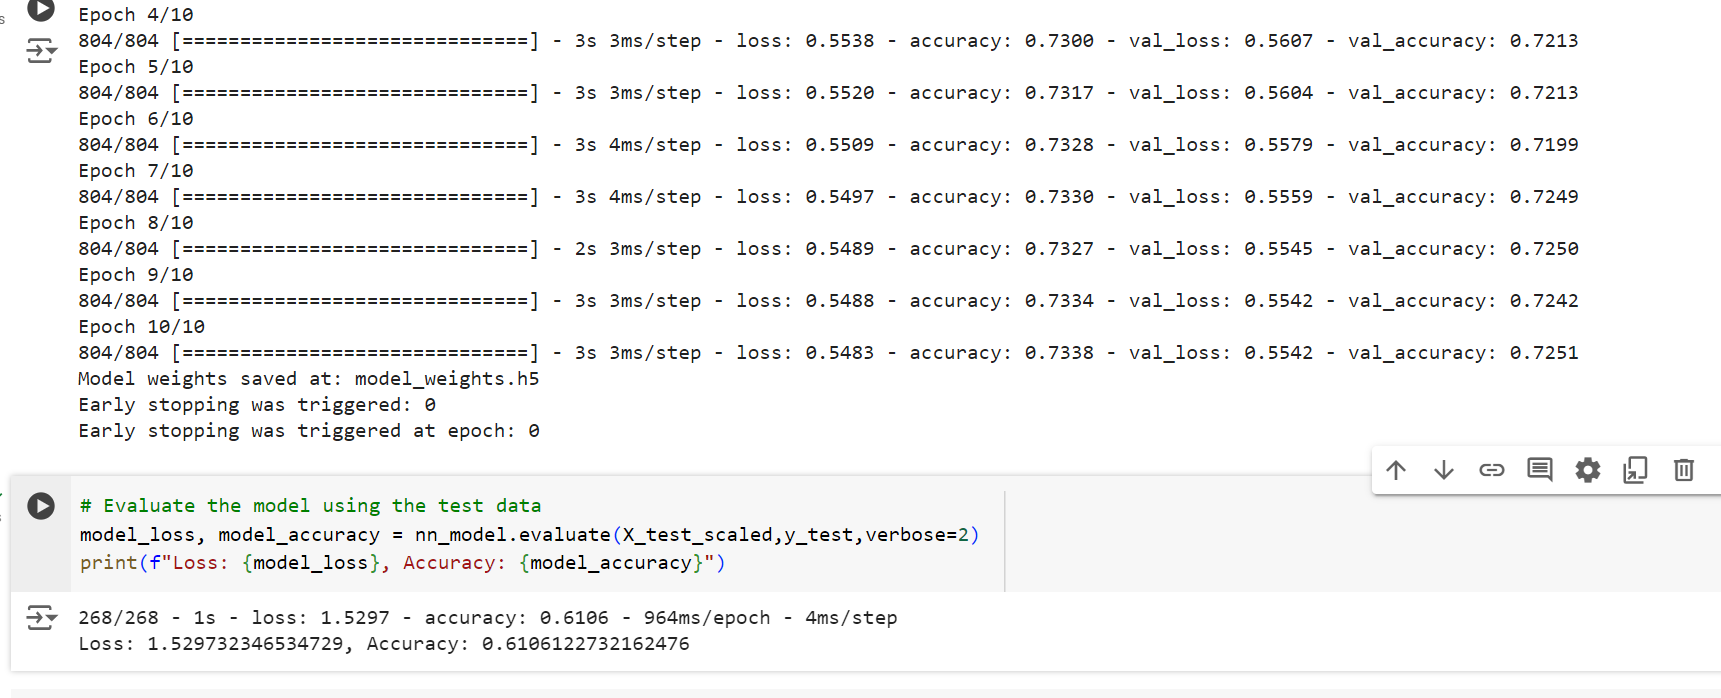 Epoch 4/10
804/804 [==============================] - 3s 3ms/step - loss: 0.5538 - accuracy: 0.7300 - val_loss: 0.5607 - val_accuracy: 0.7213
Epoch 5/10
804/804 [==============================] - 3s 3ms/step - loss: 0.5520 - accuracy: 0.7317 - val_loss: 0.5604 - val_accuracy: 0.7213
Epoch 6/10
804/804 [==============================] - 3s 4ms/step - loss: 0.5509 - accuracy: 0.7328 - val_loss: 0.5579 - val_accuracy: 0.7199
Epoch 7/10
804/804 [==============================] - 3s 4ms/step - loss: 0.5497 - accuracy: 0.7330 - val_loss: 0.5559 - val_accuracy: 0.7249
Epoch 8/10
804/804 [==============================] - 2s 3ms/step - loss: 0.5489 - accuracy: 0.7327 - val_loss: 0.5545 - val_accuracy: 0.7250
Epoch 9/10
804/804 [==============================] - 3s 3ms/step - loss: 0.5488 - accuracy: 0.7334 - val_loss: 0.5542 - val_accuracy: 0.7242
Epoch 10/10
804/804 [==============================] - 3s 3ms/step - loss: 0.5483 - accuracy: 0.7338 - val_loss: 0.5542 - val_accuracy: 0.7251
Model weights saved at: model_weights.h5
Early stopping was triggered: 0
Early stopping was triggered at epoch: 0
# Evaluate the model using the test data
model_loss, model_accuracy = nn_model.evaluate(X_test_scaled,y_test,verbose=2)
print(f"Loss: {model_loss}, Accuracy: {model_accuracy}")
268/268 - 1s - loss: 1.5297 - accuracy: 0.6106 - 964ms/epoch - 4ms/step
Loss: 1.529732346534729, Accuracy: 0.6106122732162476